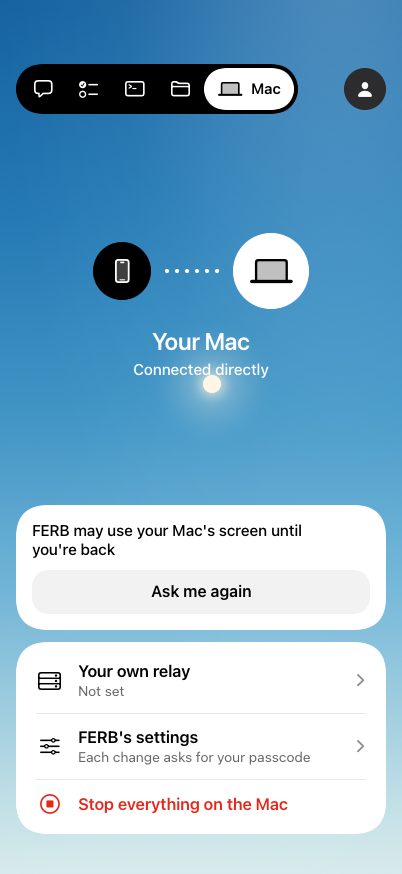 Mac
Your Mac
Connected directly
FERB may use your Mac's screen until
you're back
Ask me again
Your own relay
Not set
FERB's settings
Each change asks for your passcode
Stop everything on the Mac